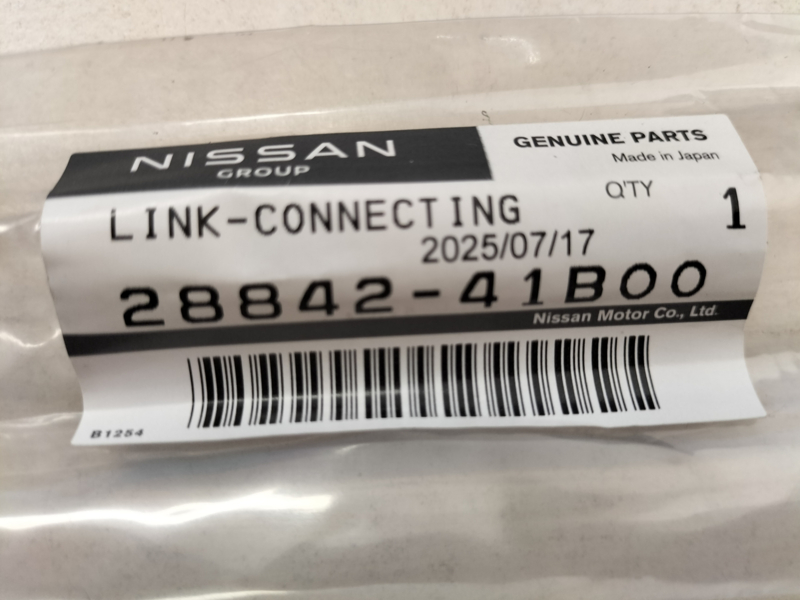 NISSAN
GROUP
GENUINE PARTS
Made in Japan
LINK-CONNECTING
Q'TY 1
2025/07/17
28842-41B00
Nissan Motor Co., Ltd.
B1254